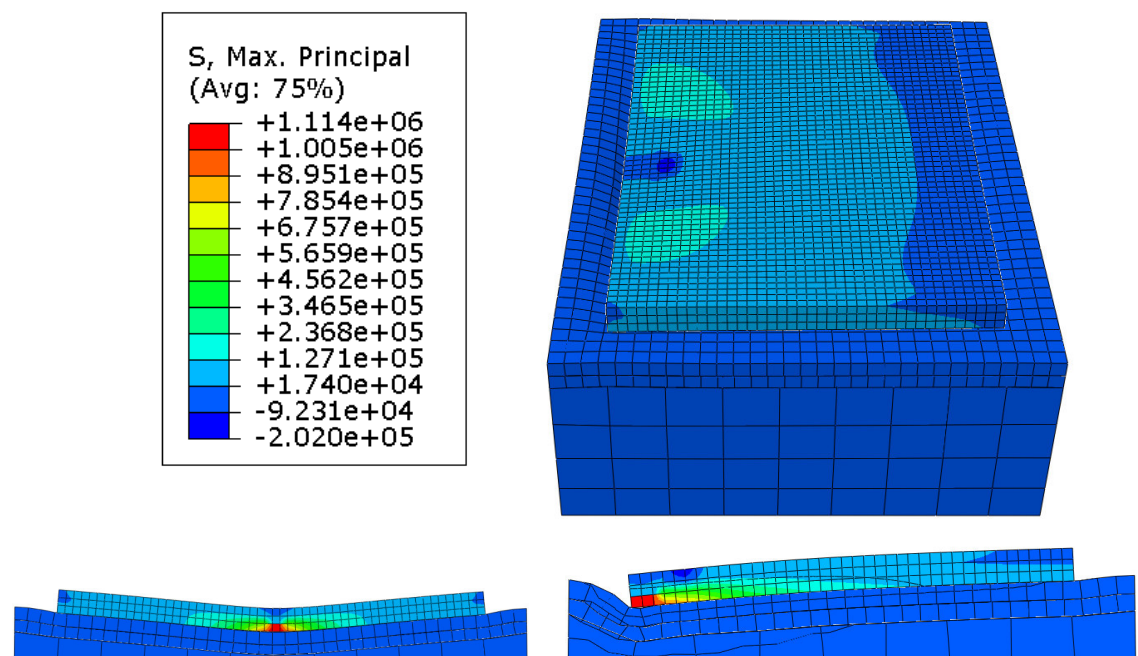 S, Max. Principal
(Avg: 75%)
+1.114e+06
+1.005e+06
+8.951e+05
+7.854e+05
+6.757e+05
+5.659e+05
+4.562e+05
+3.465e+05
+2.368e+05
+1.271e+05
+1.740e+04
-9.231e+04
-2.020e+05